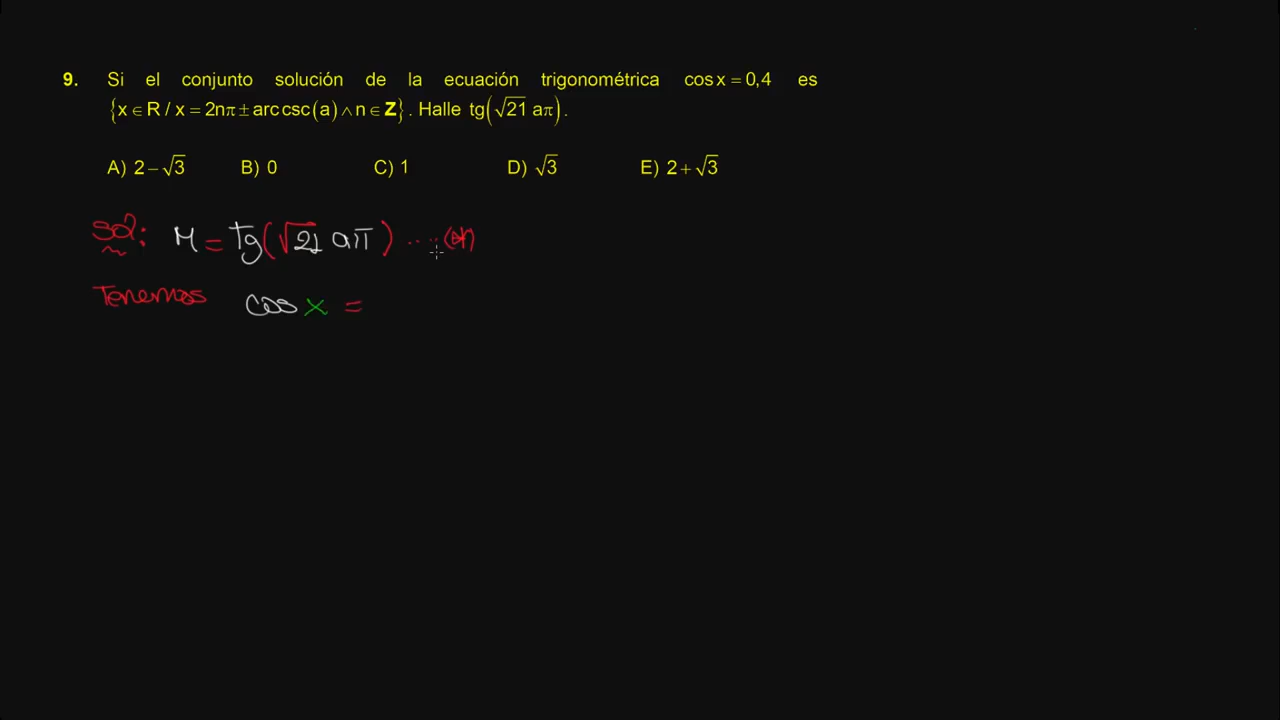 9. Si el conjunto solución de la ecuación trigonométrica cos x = 0,4 es
{x ∈ R / x = 2nπ ± arc csc(a) ∧ n ∈ Z}. Halle tg(√21 aπ).
A) 2 − √3 B) 0 C) 1 D) √3 E) 2 + √3
Sol: M = Tg(√21 aπ) ....(*)
Tenemos cos x =